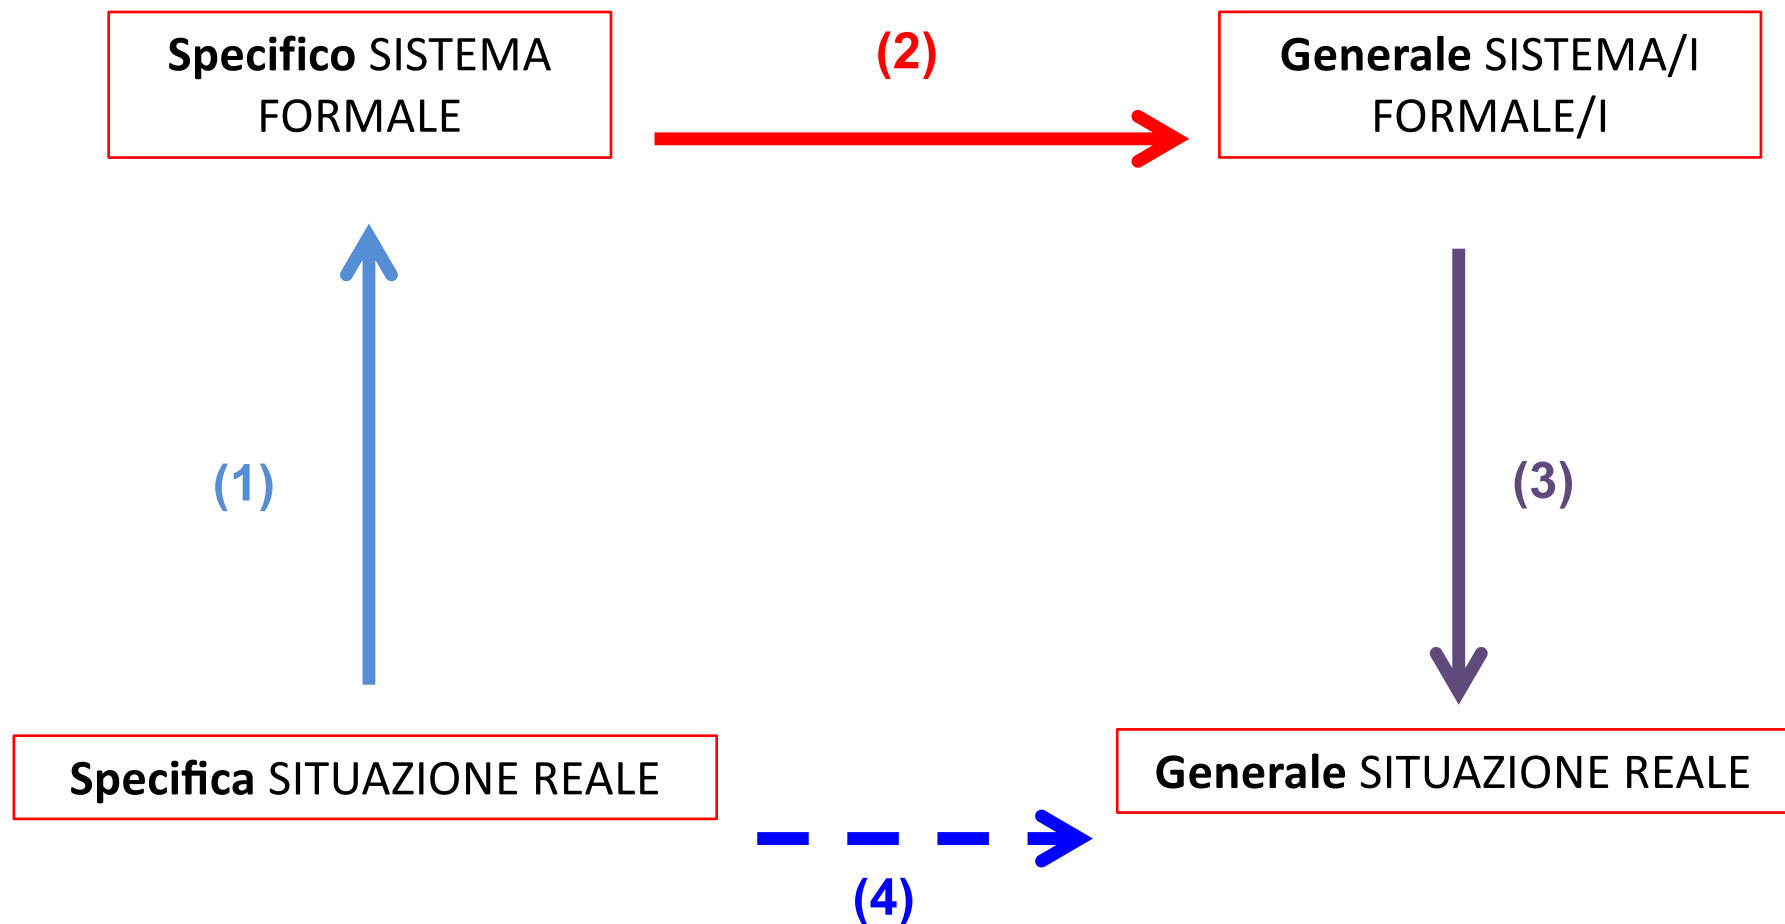 Specifico SISTEMA
FORMALE
(2)
Generale SISTEMA/I
FORMALE/I
(1)
(3)
Specifica SITUAZIONE REALE
Generale SITUAZIONE REALE
(4)